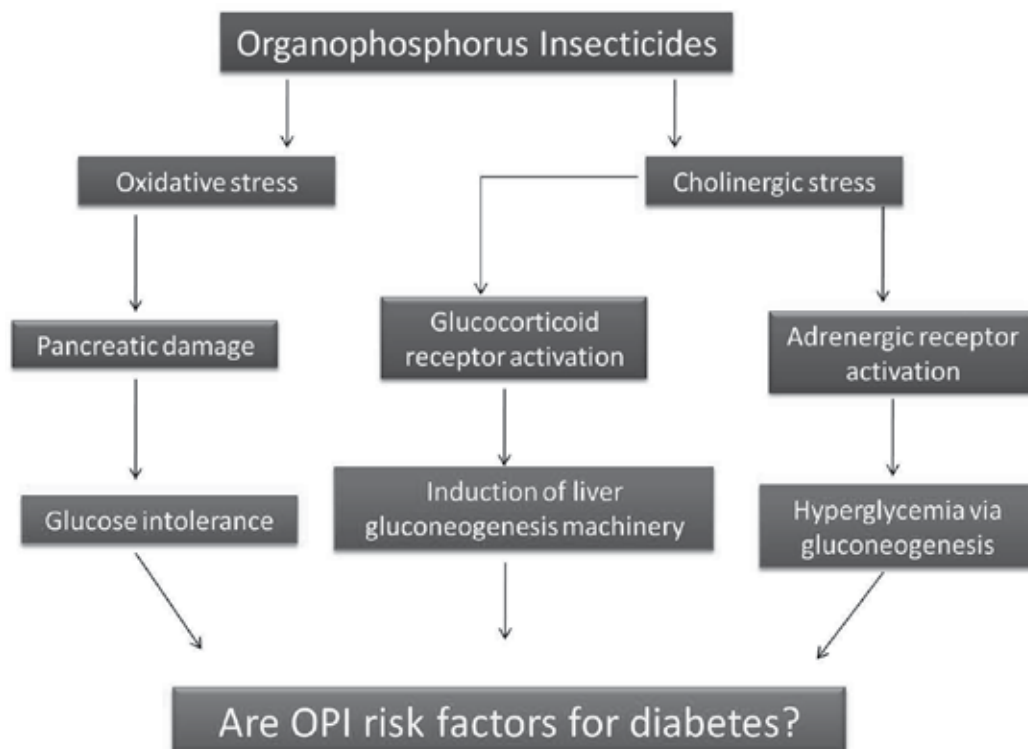 Organophosphorus Insecticides
Oxidative stress
Cholinergic stress
Pancreatic damage
Glucocorticoid
receptor activation
Adrenergic receptor
activation
Glucose intolerance
Induction of liver
gluconeogenesis machinery
Hyperglycemia via
gluconeogenesis
Are OPI risk factors for diabetes?